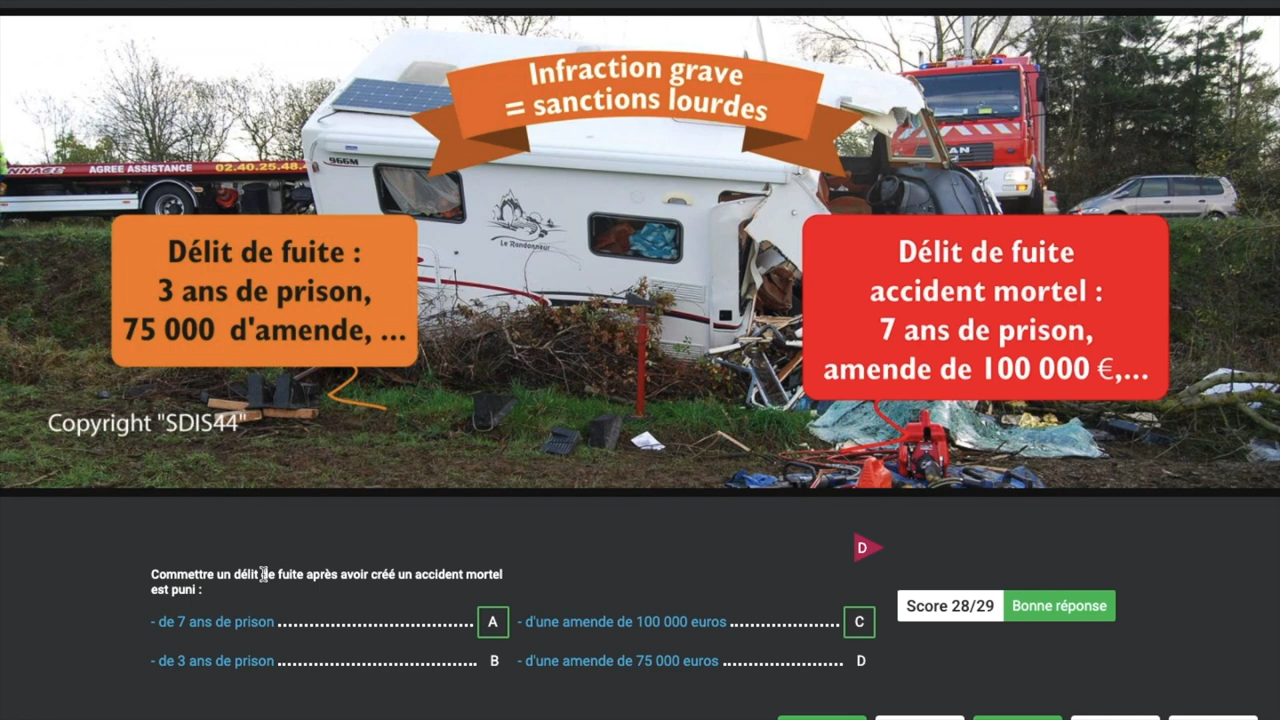 Infraction grave
= sanctions lourdes
AGREE ASSISTANCE 02.40.25.48.
966M
Le Randonneur
Délit de fuite :
3 ans de prison,
75 000 d'amende, ...
Délit de fuite
accident mortel :
7 ans de prison,
amende de 100 000 €,...
Copyright "SDIS44"
D
Commettre un délit de fuite après avoir créé un accident mortel
est puni :
- de 7 ans de prison A
- d'une amende de 100 000 euros C
- de 3 ans de prison B
- d'une amende de 75 000 euros D
Score 28/29 Bonne réponse